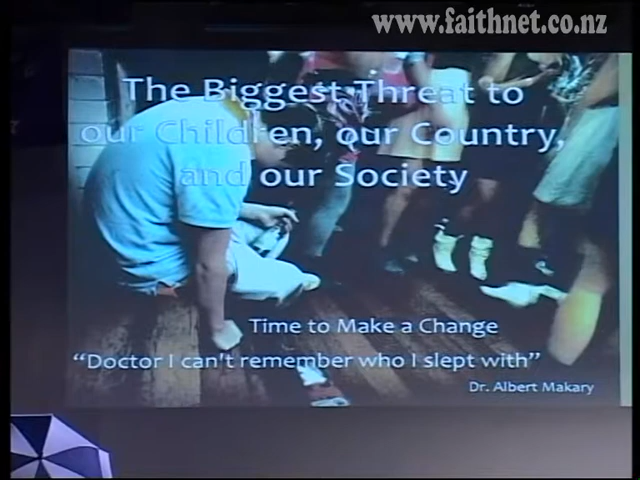 www.faithnet.co.nz
The Biggest Threat to
our Children, our Country,
and our Society
Time to Make a Change
“Doctor I can't remember who I slept with”
Dr. Albert Makary